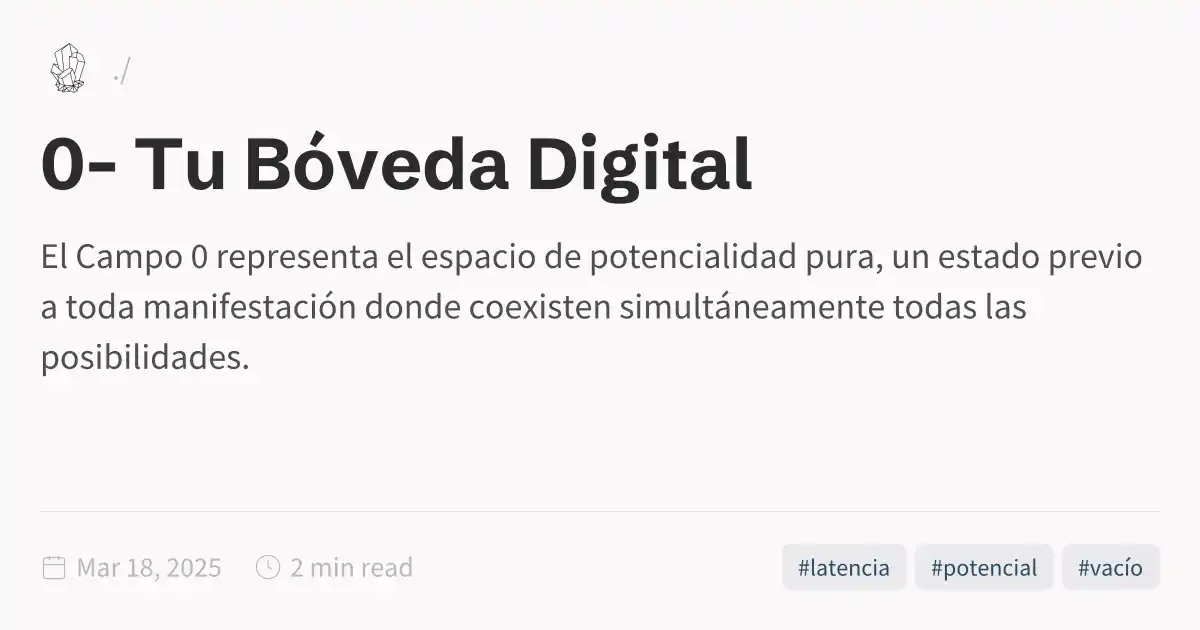 ./
0- Tu Bóveda Digital
El Campo 0 representa el espacio de potencialidad pura, un estado previo
a toda manifestación donde coexisten simultáneamente todas las
posibilidades.
Mar 18, 2025 2 min read #latencia #potencial #vacío